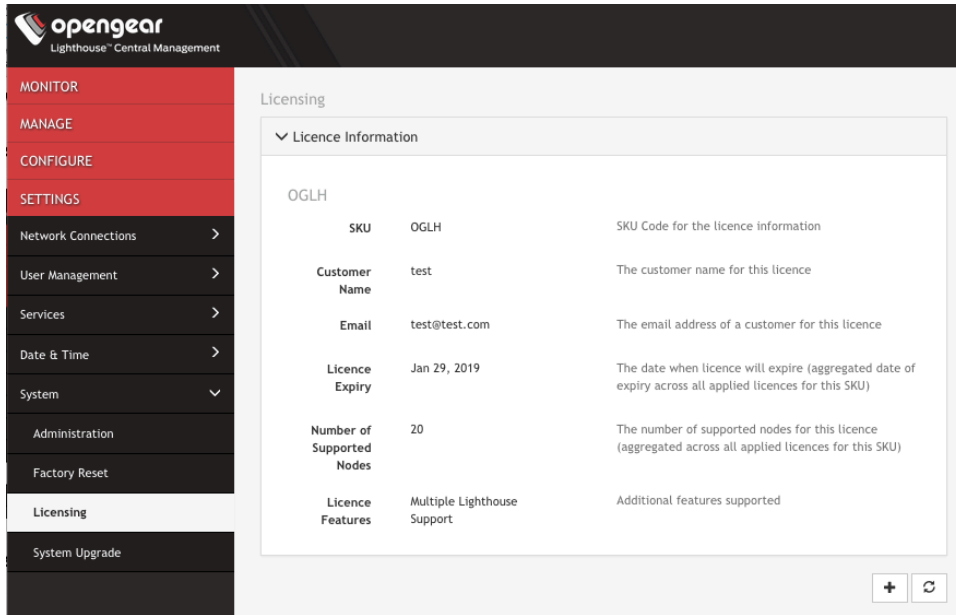 opengear
Lighthouse™ Central Management
MONITOR
MANAGE
CONFIGURE
SETTINGS
Network Connections
User Management
Services
Date & Time
System
Administration
Factory Reset
Licensing
System Upgrade
Licensing
Licence Information
OGLH
SKU OGLH SKU Code for the licence information
Customer test The customer name for this licence
Name
Email test@test.com The email address of a customer for this licence
Licence Jan 29, 2019 The date when licence will expire (aggregated date of
Expiry expiry across all applied licences for this SKU)
Number of 20 The number of supported nodes for this licence
Supported (aggregated across all applied licences for this SKU)
Nodes
Licence Multiple Lighthouse Additional features supported
Features Support